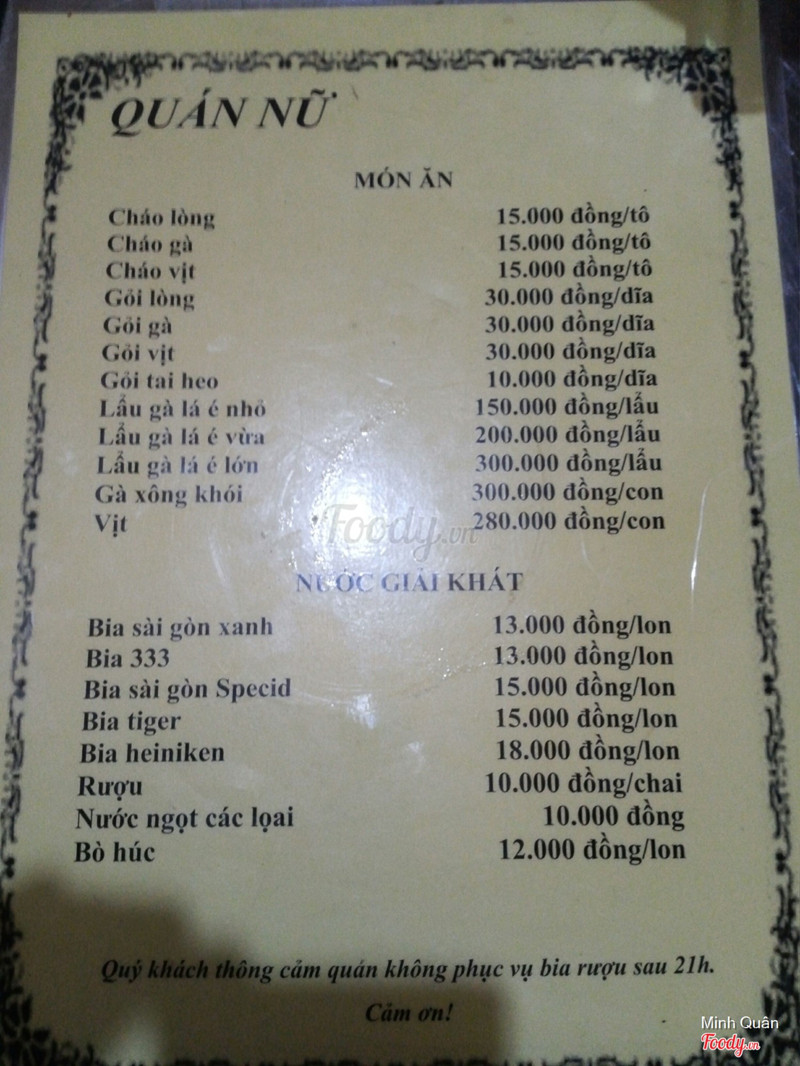 QUÁN NỮ
MÓN ĂN
Cháo lòng 15.000 đồng/tô
Cháo gà 15.000 đồng/tô
Cháo vịt 15.000 đồng/tô
Gỏi lòng 30.000 đồng/dĩa
Gỏi gà 30.000 đồng/dĩa
Gỏi vịt 30.000 đồng/dĩa
Gỏi tai heo 10.000 đồng/dĩa
Lẩu gà lá é nhỏ 150.000 đồng/lẩu
Lẩu gà lá é vừa 200.000 đồng/lẩu
Lẩu gà lá é lớn 300.000 đồng/lẩu
Gà xông khói 300.000 đồng/con
Vịt 280.000 đồng/con
Foody.vn
NƯỚC GIẢI KHÁT
Bia sài gòn xanh 13.000 đồng/lon
Bia 333 13.000 đồng/lon
Bia sài gòn Specid 15.000 đồng/lon
Bia tiger 15.000 đồng/lon
Bia heiniken 18.000 đồng/lon
Rượu 10.000 đồng/chai
Nước ngọt các lọai 10.000 đồng
Bò húc 12.000 đồng/lon
Quý khách thông cảm quán không phục vụ bia rượu sau 21h.
Cảm ơn!
Minh Quân
Foody.vn